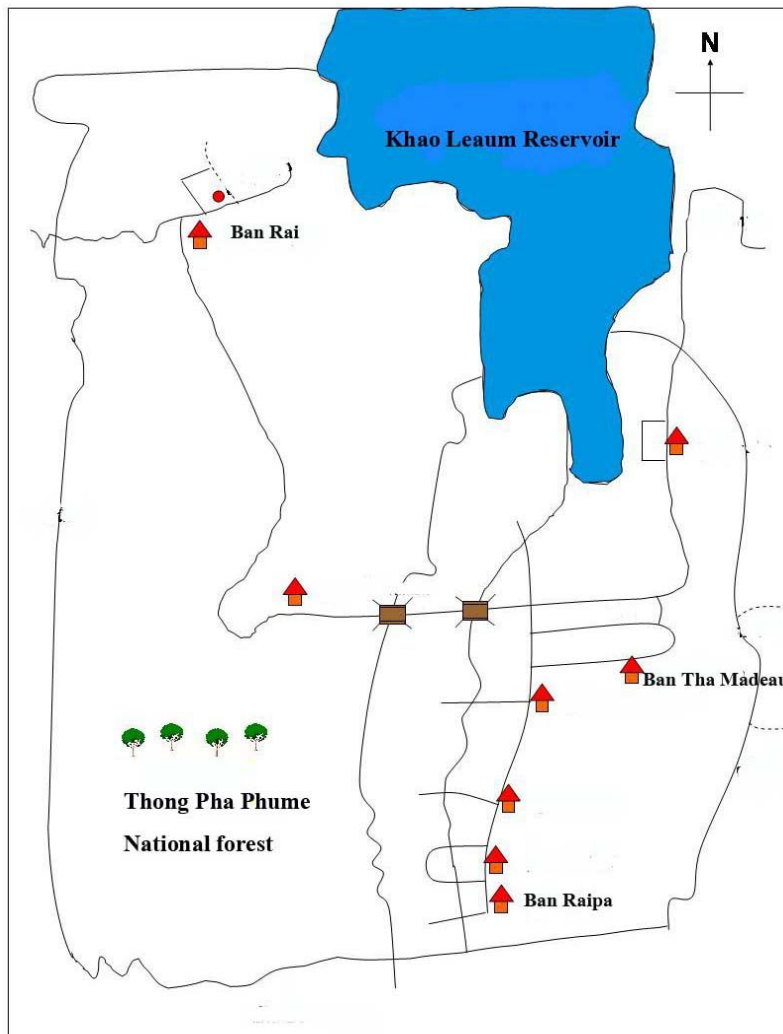 N
Khao Leaum Reservoir
Ban Rai
Ban Tha Madeau
Thong Pha Phume
National forest
Ban Raipa